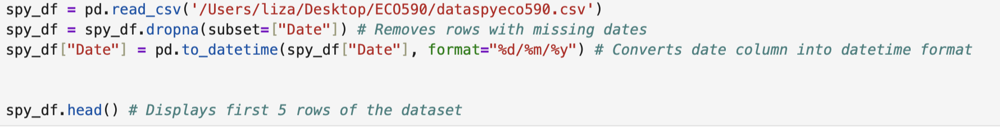 spy_df = pd.read_csv('/Users/liza/Desktop/ECO590/dataspyeco590.csv')
spy_df = spy_df.dropna(subset=["Date"]) # Removes rows with missing dates
spy_df["Date"] = pd.to_datetime(spy_df["Date"], format="%d/%m/%y") # Converts date column into datetime format
spy_df.head() # Displays first 5 rows of the dataset